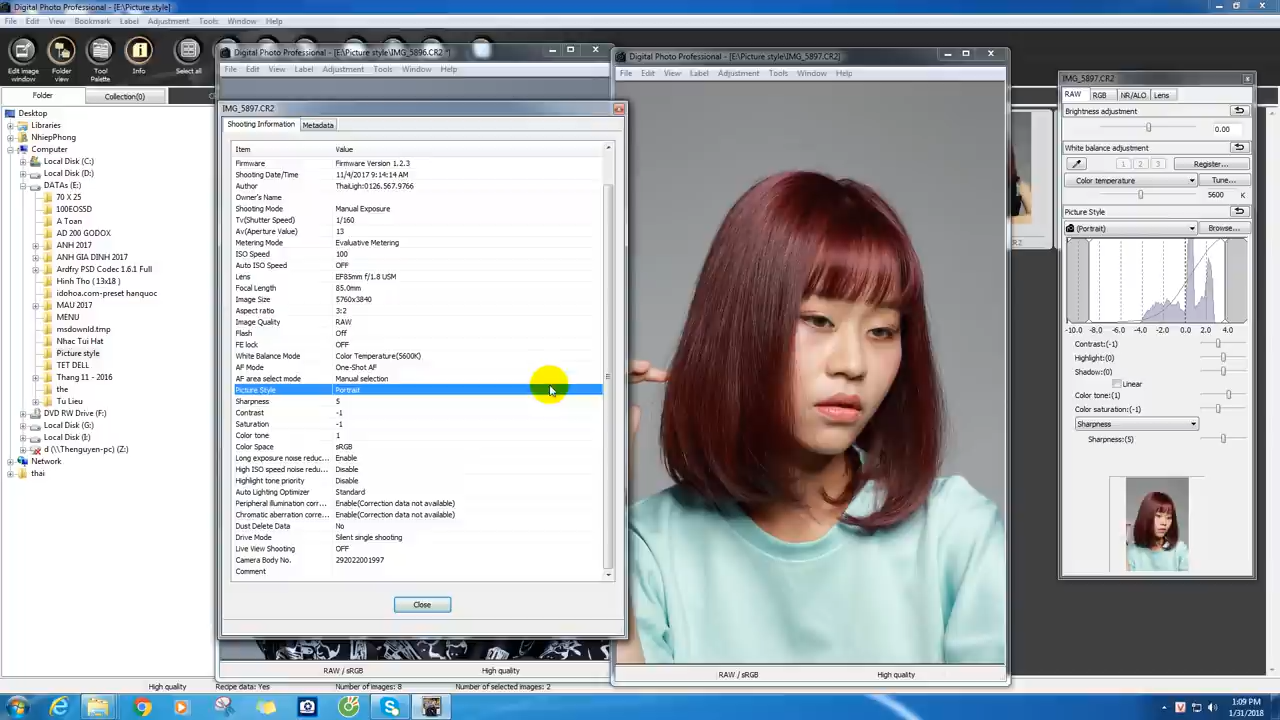 Digital Photo Professional - [E:\Picture style]
File Edit View Bookmark Label Adjustment Tools Window Help
Edit image window
Folder view
Tool Palette
Info
Select all
Folder
Collection(0)
Desktop
Libraries
NhiepPhong
Computer
Local Disk (C:)
Local Disk (D:)
DATAs (E:)
70 X 25
100EOS5D
A Toan
AD 200 GODOX
ANH 2017
ANH GIA DINH 2017
Ardfry PSD Codec 1.6.1 Full
Hinh Tho ( 13x18 )
idohoa.com-preset hanquoc
MAU 2017
MENU
msdownld.tmp
Nhac Tui Hat
Picture style
TET DELL
Thang 11 - 2016
the
Tu Lieu
DVD RW Drive (F:)
Local Disk (G:)
Local Disk (I:)
d (\\Thenguyen-pc) (Z:)
Network
thai
Digital Photo Professional - [E:\Picture style\IMG_5896.CR2 *]
File Edit View Label Adjustment Tools Window Help
IMG_5897.CR2
Shooting Information
Metadata
Item Value
Firmware Firmware Version 1.2.3
Shooting Date/Time 11/4/2017 9:14:14 AM
Author ThaiLigh:0126.567.9766
Owner's Name
Shooting Mode Manual Exposure
Tv(Shutter Speed) 1/160
Av(Aperture Value) 13
Metering Mode Evaluative Metering
ISO Speed 100
Auto ISO Speed OFF
Lens EF85mm f/1.8 USM
Focal Length 85.0mm
Image Size 5760x3840
Aspect ratio 3:2
Image Quality RAW
Flash Off
FE lock OFF
White Balance Mode Color Temperature(5600K)
AF Mode One-Shot AF
AF area select mode Manual selection
Picture Style Portrait
Sharpness 5
Contrast -1
Saturation -1
Color tone 1
Color Space sRGB
Long exposure noise reduc... Enable
High ISO speed noise redu... Disable
Highlight tone priority Disable
Auto Lighting Optimizer Standard
Peripheral illumination corr... Enable(Correction data not available)
Chromatic aberration corre... Enable(Correction data not available)
Dust Delete Data No
Drive Mode Silent single shooting
Live View Shooting OFF
Camera Body No. 292022001997
Comment
Close
RAW / sRGB High quality
Digital Photo Professional - [E:\Picture style\IMG_5897.CR2]
File Edit View Label Adjustment Tools Window Help
RAW / sRGB High quality
R2
IMG_5897.CR2
RAW RGB NR/ALO Lens
Brightness adjustment
0.00
White balance adjustment
1 2 3 Register...
Color temperature Tune...
5600 K
Picture Style
(Portrait) Browse...
-10.0 -8.0 -6.0 -4.0 -2.0 0.0 2.0 4.0
Contrast:(-1)
Highlight:(0)
Shadow:(0)
Linear
Color tone:(1)
Color saturation:(-1)
Sharpness
Sharpness:(5)
High quality Recipe data: Yes Number of images: 8 Number of selected images: 2
1:09 PM
1/31/2018